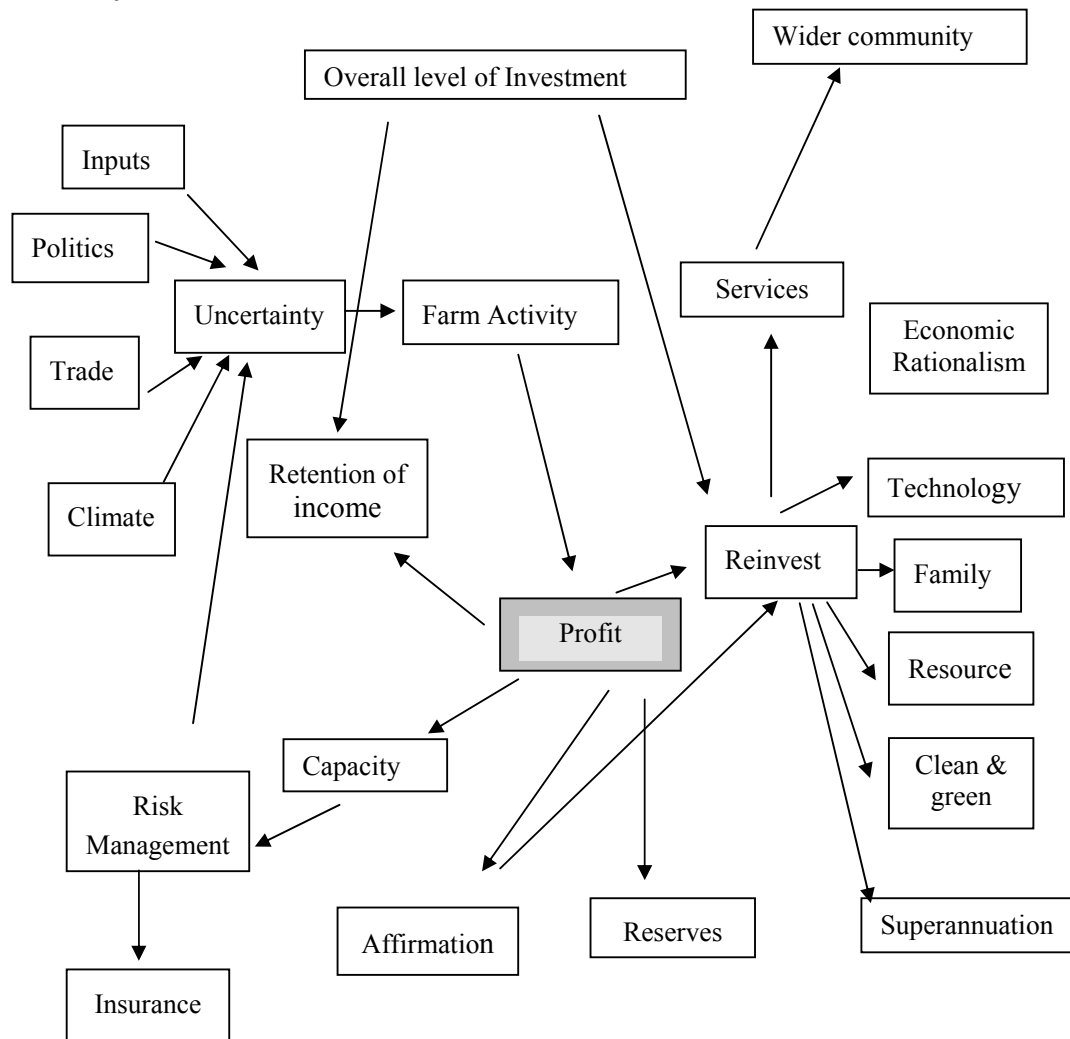 Wider community
Overall level of Investment
Inputs
Politics
Services
Uncertainty
Farm Activity
Economic
Rationalism
Trade
Retention of
income
Technology
Climate
Reinvest
Family
Profit
Resource
Capacity
Clean &
green
Risk
Management
Affirmation
Reserves
Superannuation
Insurance